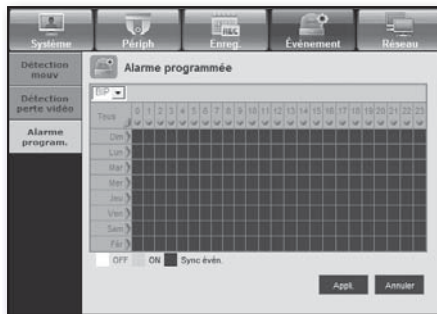 Système Périph Enreg. Événement Réseau
Détection
mouv
Détection
perte vidéo
Alarme
program.
Alarme programmée
BIP
Tous 0 1 2 3 4 5 6 7 8 9 10 11 12 13 14 15 16 17 18 19 20 21 22 23
Dim
Lun
Mar
Mer
Jeu
Ven
Sam
Fér
OFF ON Sync évén.
Appl. Annuler